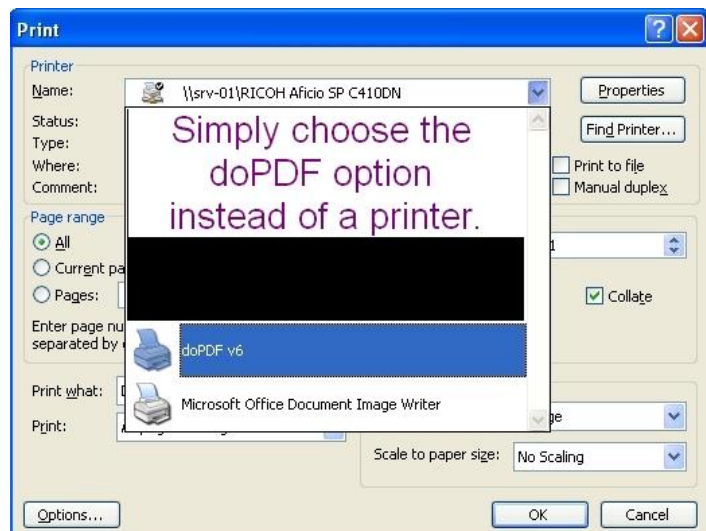 Print
Printer
Name: \\srv-01\RICOH Aficio SP C410DN Properties
Status: Find Printer...
Type:
Where: Print to file
Comment: Manual duplex
Simply choose the
doPDF option
instead of a printer.
Page range
All 1
Current
Pages: Collate
Enter page
separated by
doPDF v6
Microsoft Office Document Image Writer
Print what:
Print:
Scale to paper size: No Scaling
Options... OK Cancel